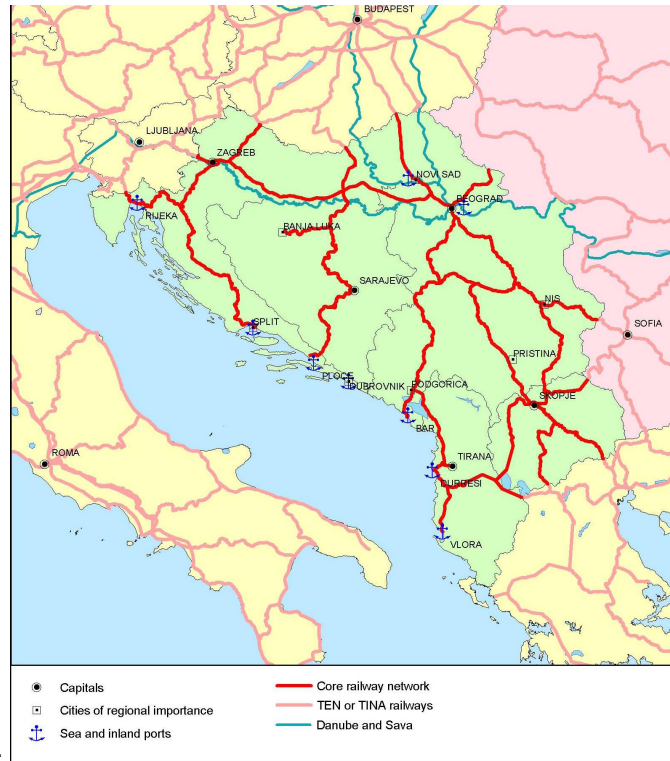 BUDAPEST
LJUBLJANA
ZAGREB
NOVI SAD
BEOGRAD
RIJEKA
BANJA LUKA
SARAJEVO
NIS
SPLIT
SOFIA
PRISTINA
PLOCE
DUBROVNIK
PODGORICA
SKOPJE
BAR
ROMA
TIRANA
DURRESI
VLORA
Capitals
Cities of regional importance
Sea and inland ports
Core railway network
TEN or TINA railways
Danube and Sava